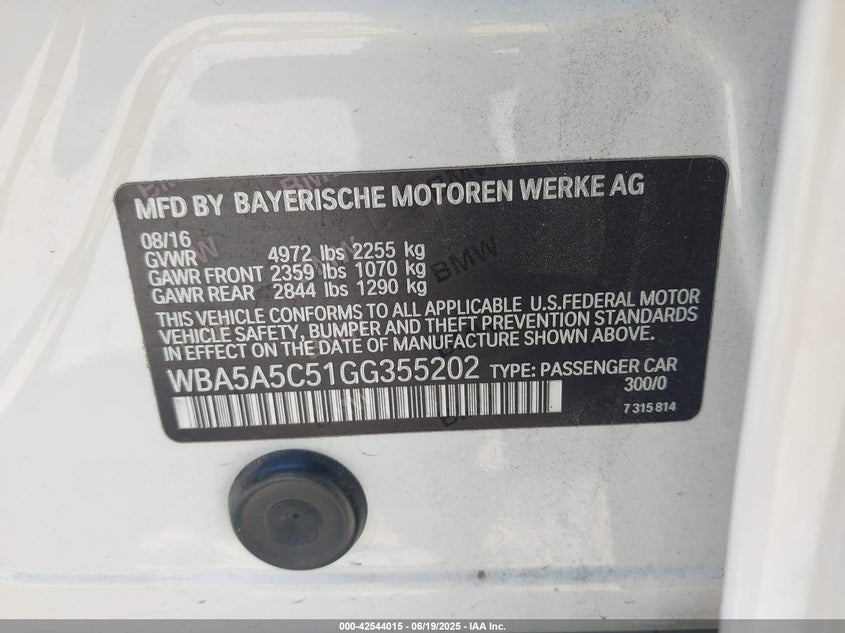 MFD BY BAYERISCHE MOTOREN WERKE AG
08/16
GVWR 4972 lbs 2255 kg
GAWR FRONT 2359 lbs 1070 kg
GAWR REAR 2844 lbs 1290 kg
THIS VEHICLE CONFORMS TO ALL APPLICABLE U.S.FEDERAL MOTOR
VEHICLE SAFETY, BUMPER AND THEFT PREVENTION STANDARDS
IN EFFECT ON THE DATE OF MANUFACTURE SHOWN ABOVE.
WBA5A5C51GG355202 TYPE: PASSENGER CAR
300/0
7 315 814
BMW
000-42544015 - 06/19/2025 - IAA Inc.